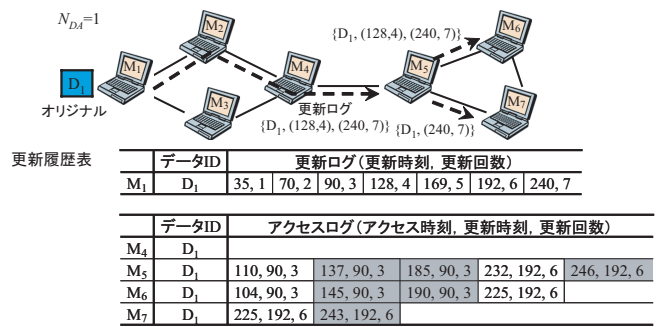 N_DA=1
M2
{D1, (128,4), (240, 7)}
M6
M1
M4
M5
D1
オリジナル
M3
更新ログ
{D1, (128,4), (240, 7)}
{D1, (240, 7)}
M7
更新履歴表
データID 更新ログ(更新時刻, 更新回数)
M1 D1 35, 1 70, 2 90, 3 128, 4 169, 5 192, 6 240, 7
データID アクセスログ(アクセス時刻, 更新時刻, 更新回数)
M4 D1
M5 D1 110, 90, 3 137, 90, 3 185, 90, 3 232, 192, 6 246, 192, 6
M6 D1 104, 90, 3 145, 90, 3 190, 90, 3 225, 192, 6
M7 D1 225, 192, 6 243, 192, 6